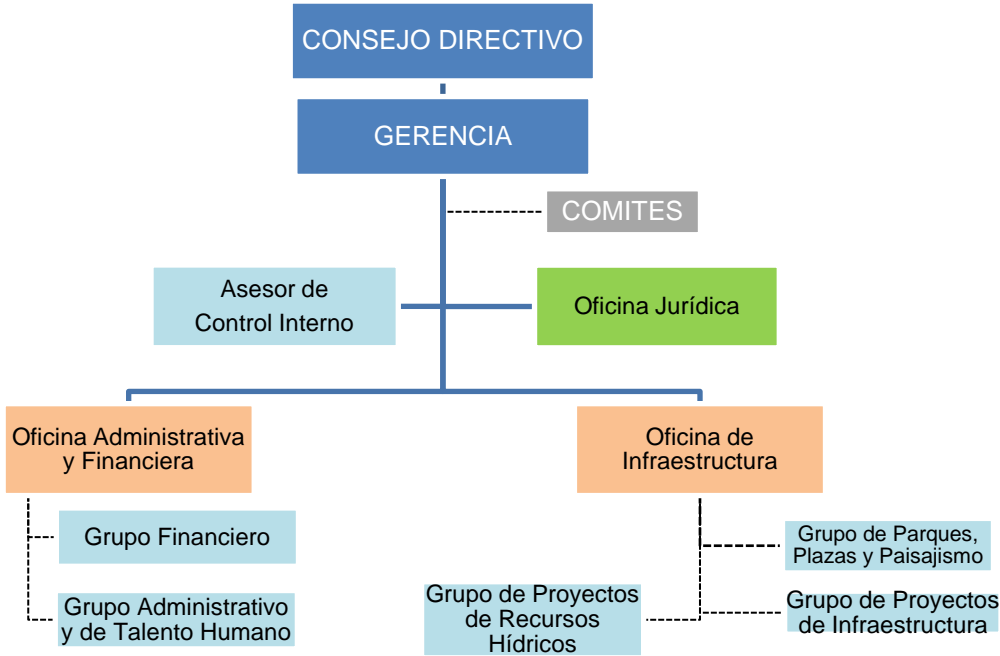 CONSEJO DIRECTIVO
GERENCIA
COMITES
Asesor de
Control Interno
Oficina Jurídica
Oficina Administrativa
y Financiera
Oficina de
Infraestructura
Grupo Financiero
Grupo de Parques,
Plazas y Paisajismo
Grupo Administrativo
y de Talento Humano
Grupo de Proyectos
de Recursos
Hídricos
Grupo de Proyectos
de Infraestructura